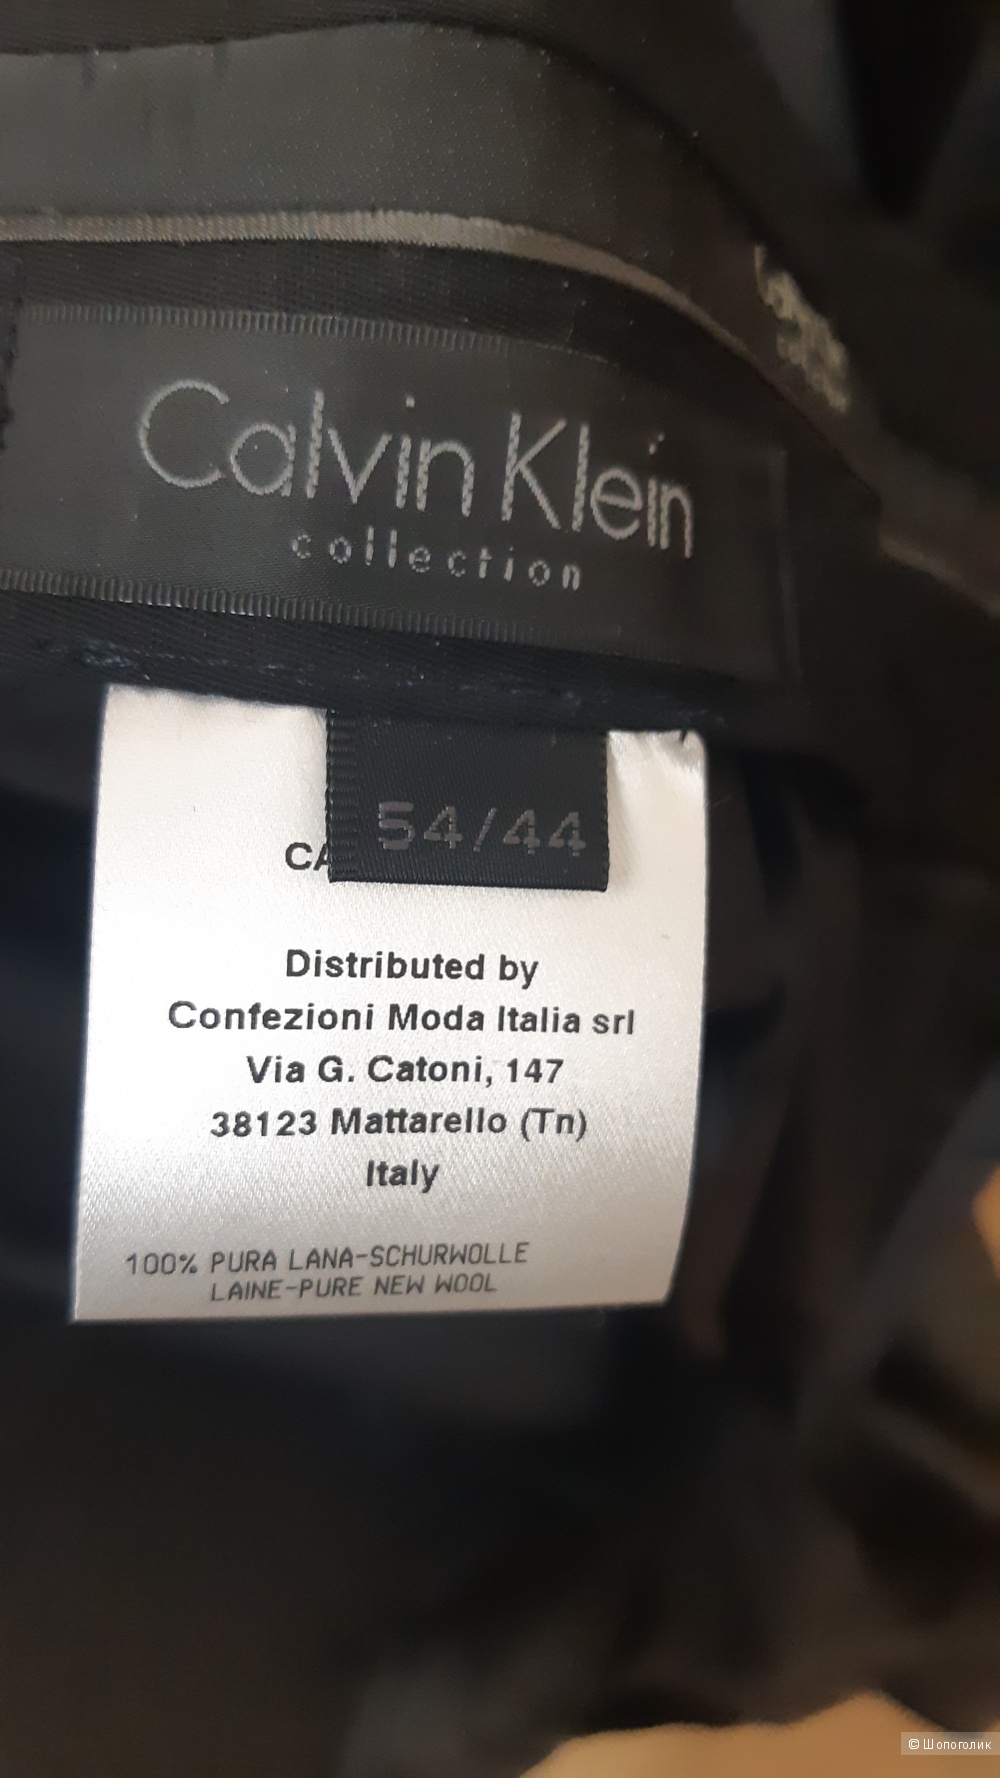 Calvin Klein
collection
54/44
CA
Distributed by
Confezioni Moda Italia srl
Via G. Catoni, 147
38123 Mattarello (Tn)
Italy
100% PURA LANA-SCHURWOLLE
LAINE-PURE NEW WOOL
© Шопоголик